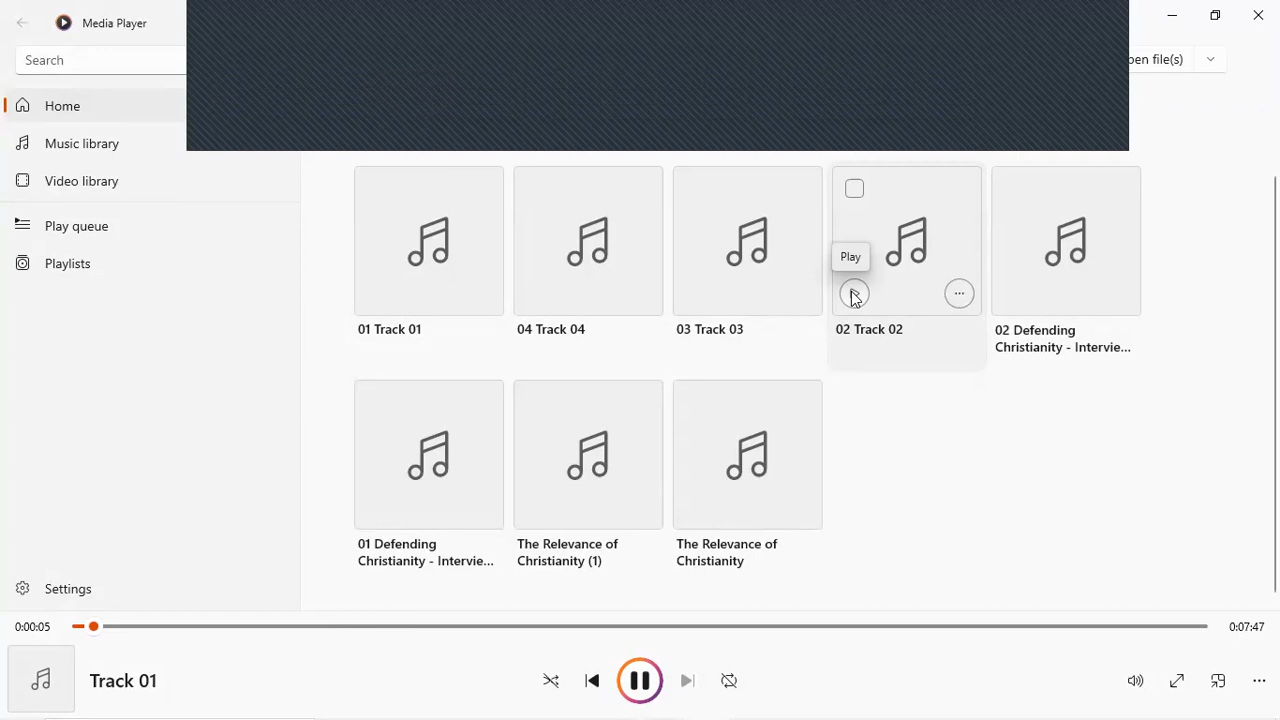 Media Player
Search
pen file(s)
Home
Music library
Video library
Play queue
Playlists
Play
01 Track 01
04 Track 04
03 Track 03
02 Track 02
02 Defending
Christianity - Intervie...
01 Defending
Christianity - Intervie...
The Relevance of
Christianity (1)
The Relevance of
Christianity
Settings
0:00:05
0:07:47
Track 01